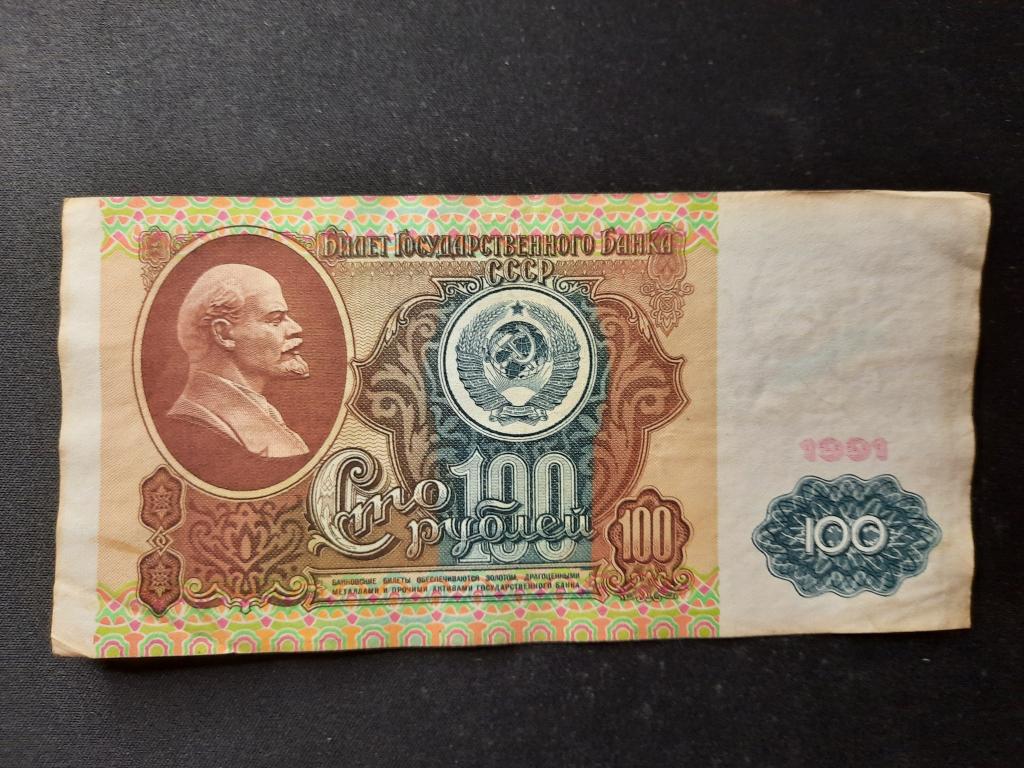 Билет Государственного Банка
СССР
1991
Сто 100
рублей
100
100
100
Банковские билеты обеспечиваются золотом, драгоценными
металлами и прочими активами Государственного банка